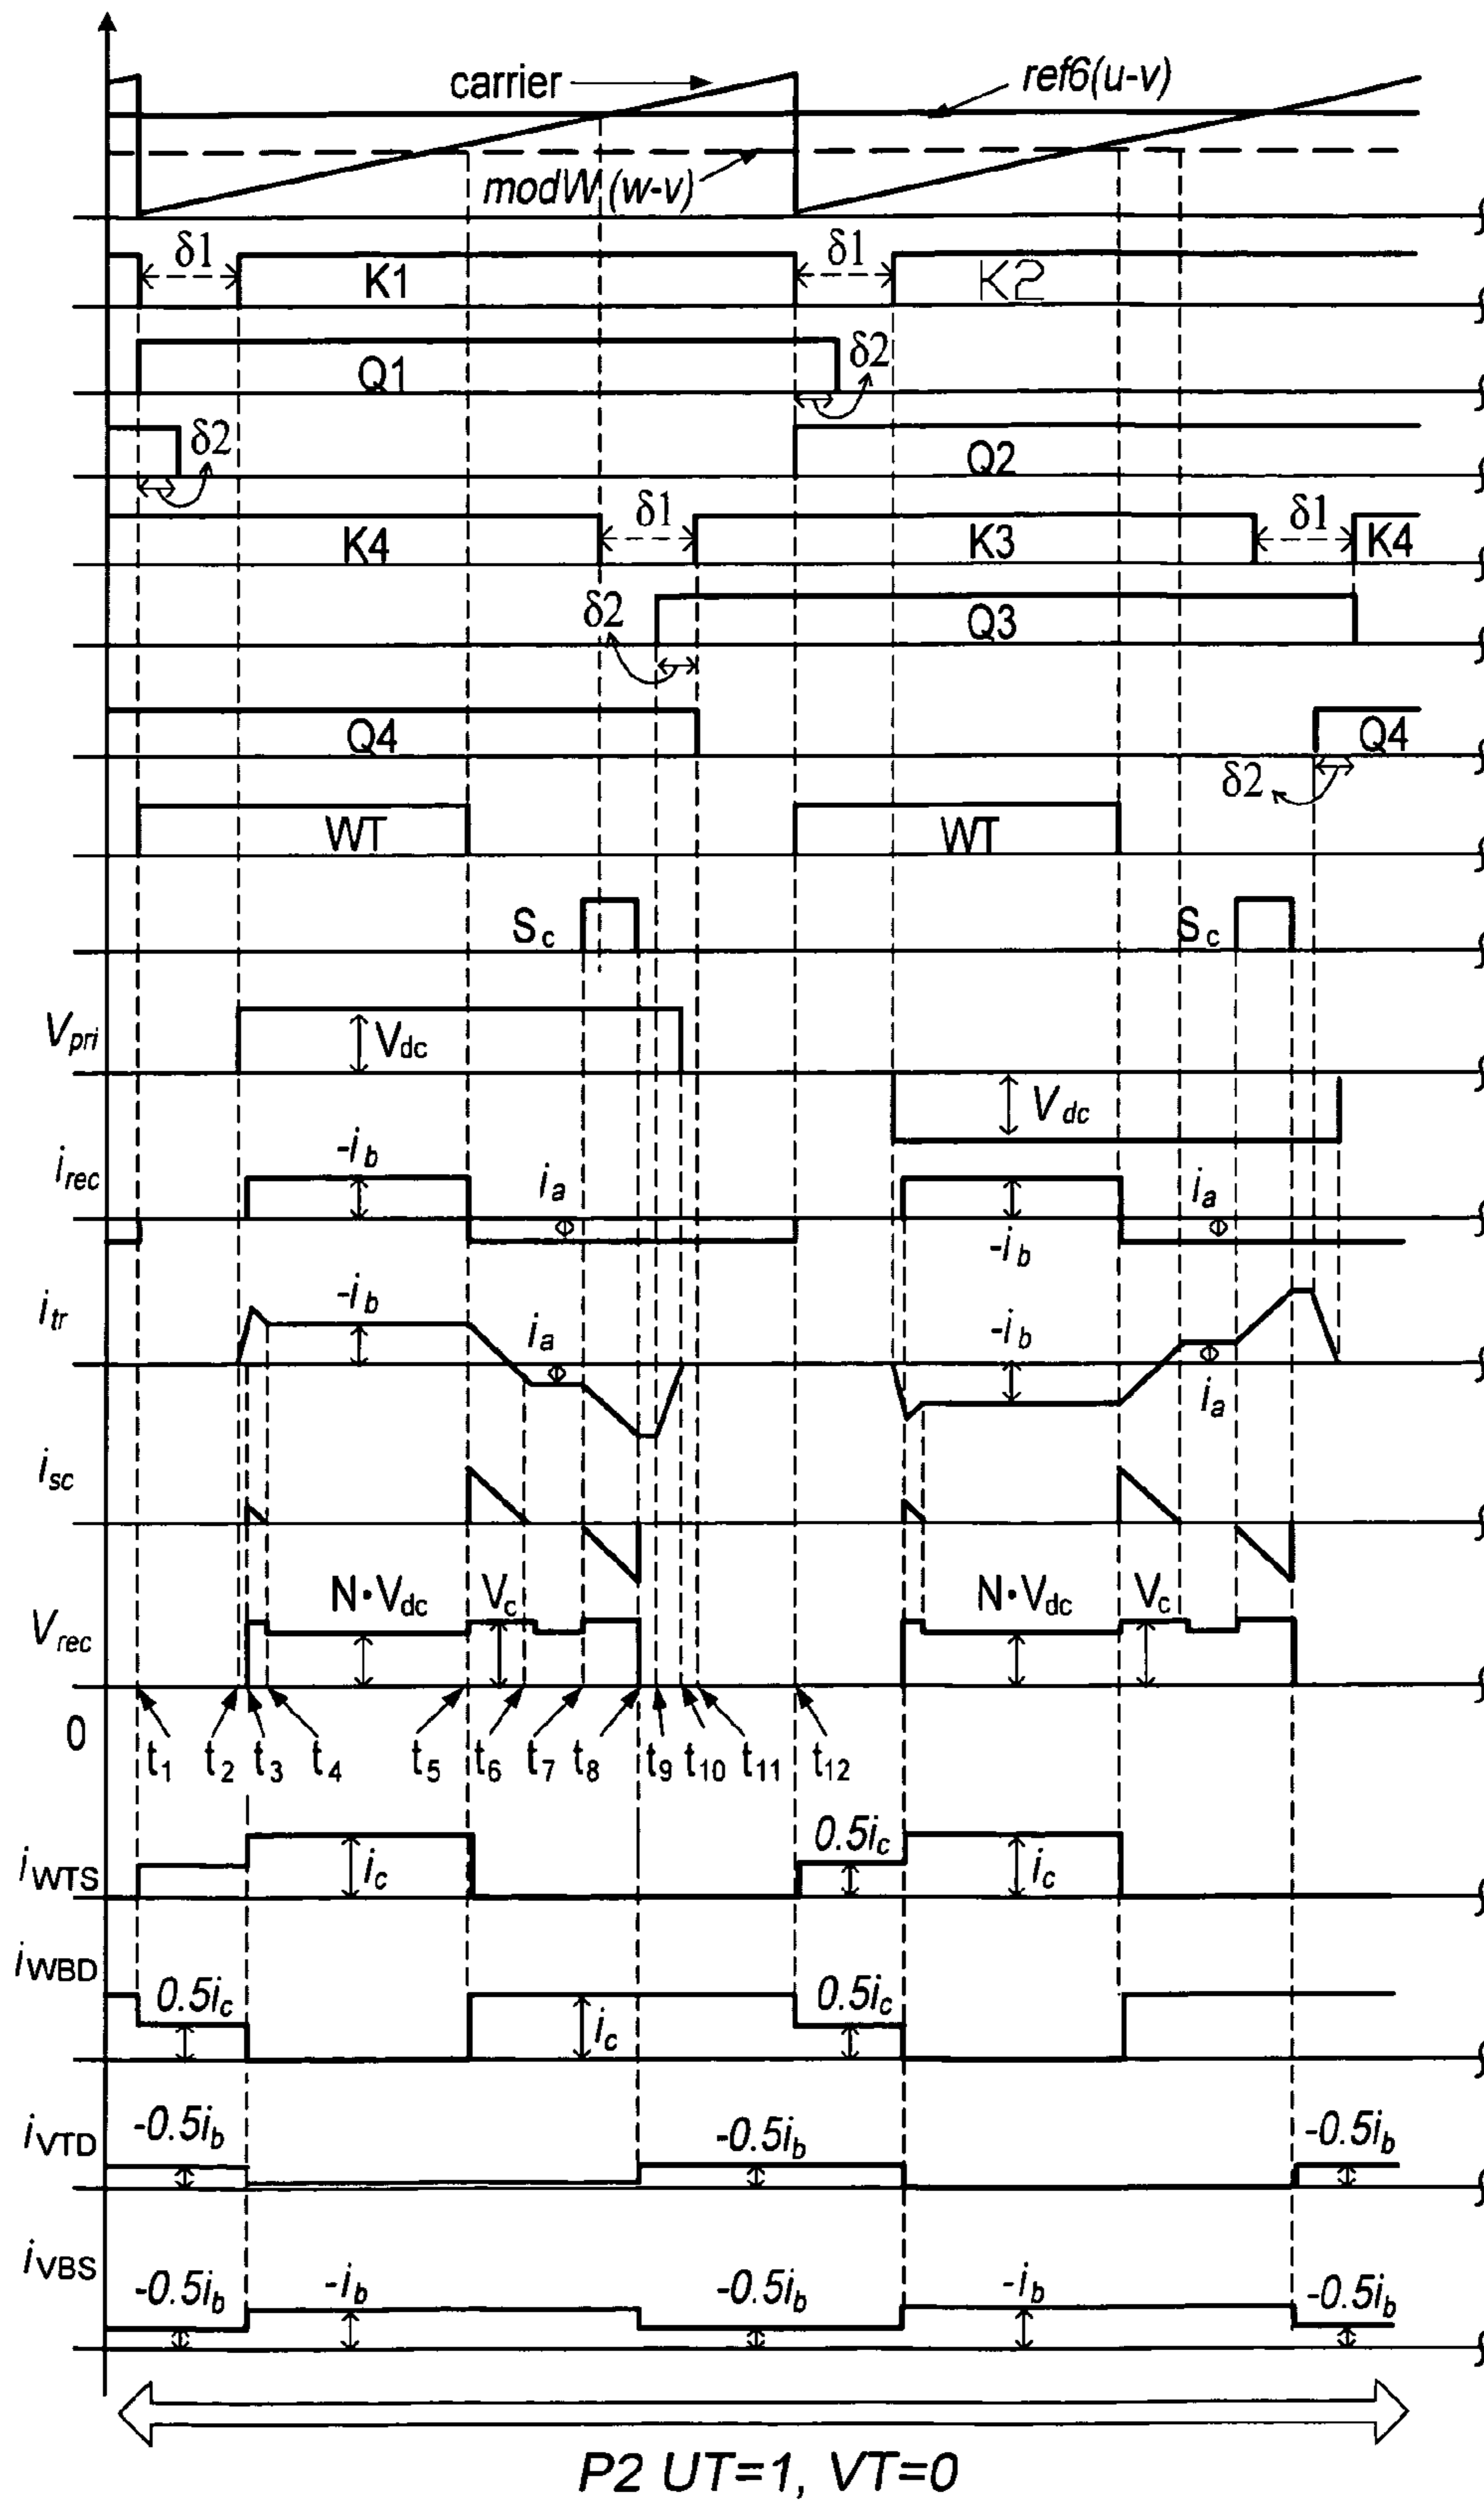 carrier
ref6(u-v)
modW(w-v)
δ1 K1 δ1 K2
Q1 δ2
δ2 Q2
K4 δ1 K3 δ1 K4
δ2 Q3
Q4 Q4
δ2
WT WT
Sc Sc
Vpri Vdc
Vdc
irec -ib ia ia
-ib
itr -ib ia -ib
ia
isc
N•Vdc Vc N•Vdc Vc
Vrec
0
t1 t2 t3 t4 t5 t6 t7 t8 t9 t10 t11 t12
iWTS ic 0.5ic ic
iWBD 0.5ic ic 0.5ic
iVTD -0.5ib -0.5ib -0.5ib
iVBS -0.5ib -ib -0.5ib -ib -0.5ib
P2 UT=1, VT=0